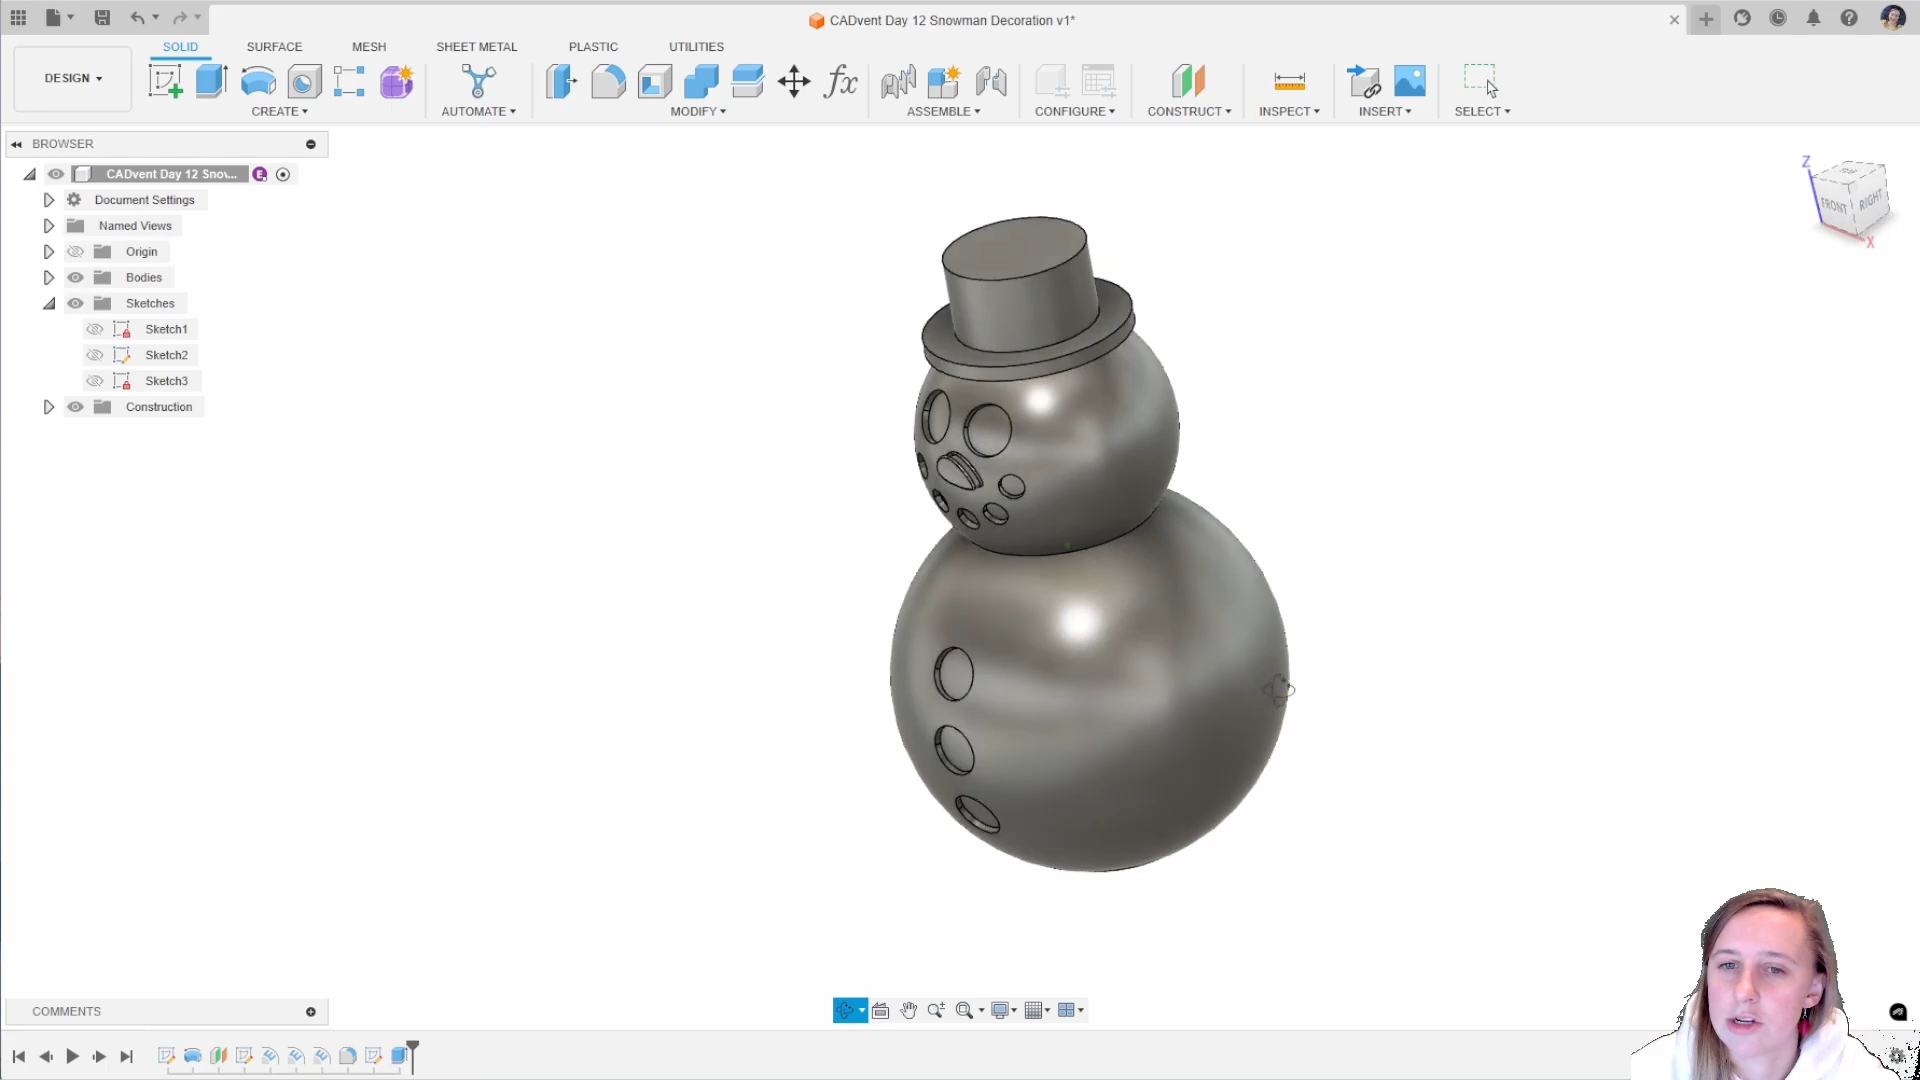 CADvent Day 12 Snowman Decoration v1*
SOLID SURFACE MESH SHEET METAL PLASTIC UTILITIES
DESIGN
CREATE AUTOMATE MODIFY ASSEMBLE CONFIGURE CONSTRUCT INSPECT INSERT SELECT
fx
BROWSER
CADvent Day 12 Snow...
E
Document Settings
Named Views
Origin
Bodies
Sketches
Sketch1
Sketch2
Sketch3
Construction
Z
FRONT RIGHT
X
COMMENTS